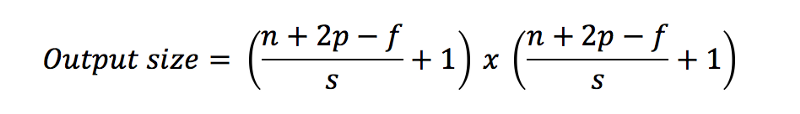 Output size = ((n + 2p − f)/s + 1) x ((n + 2p − f)/s + 1)